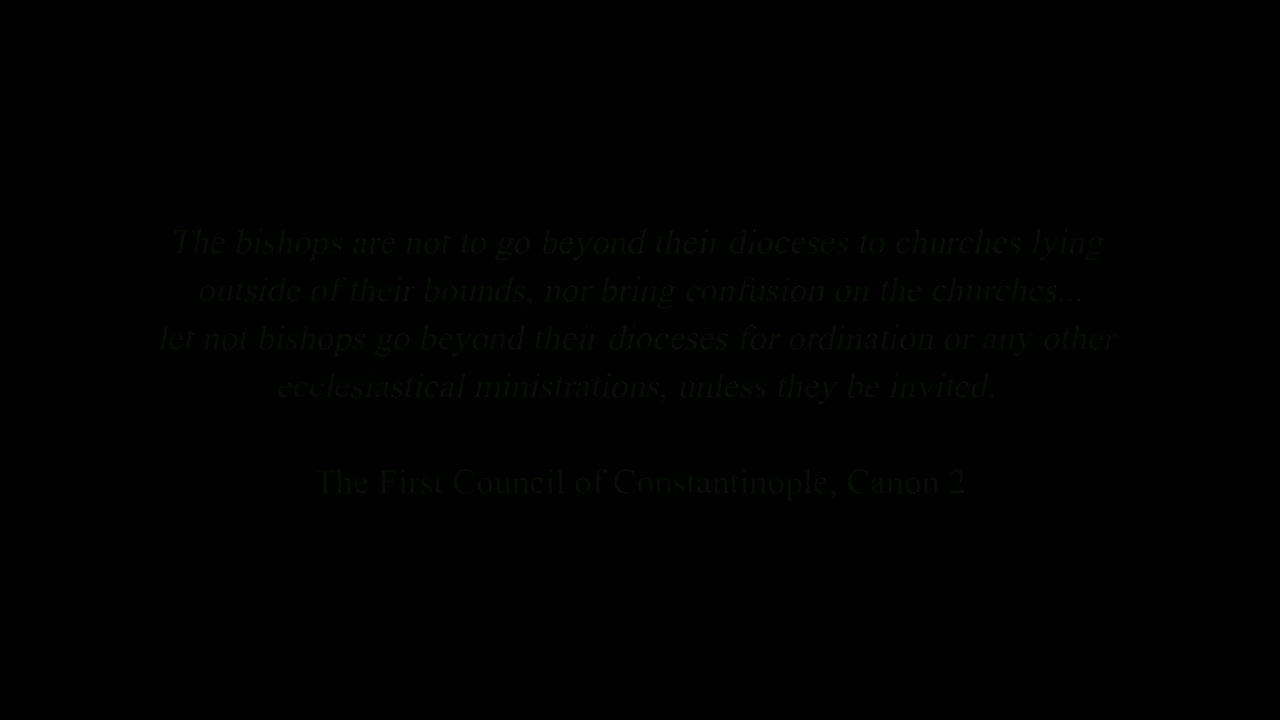 The bishops are not to go beyond their dioceses to churches lying
outside of their bounds, nor bring confusion on the churches...
let not bishops go beyond their dioceses for ordination or any other
ecclesiastical ministrations, unless they be invited.
The First Council of Constantinople, Canon 2